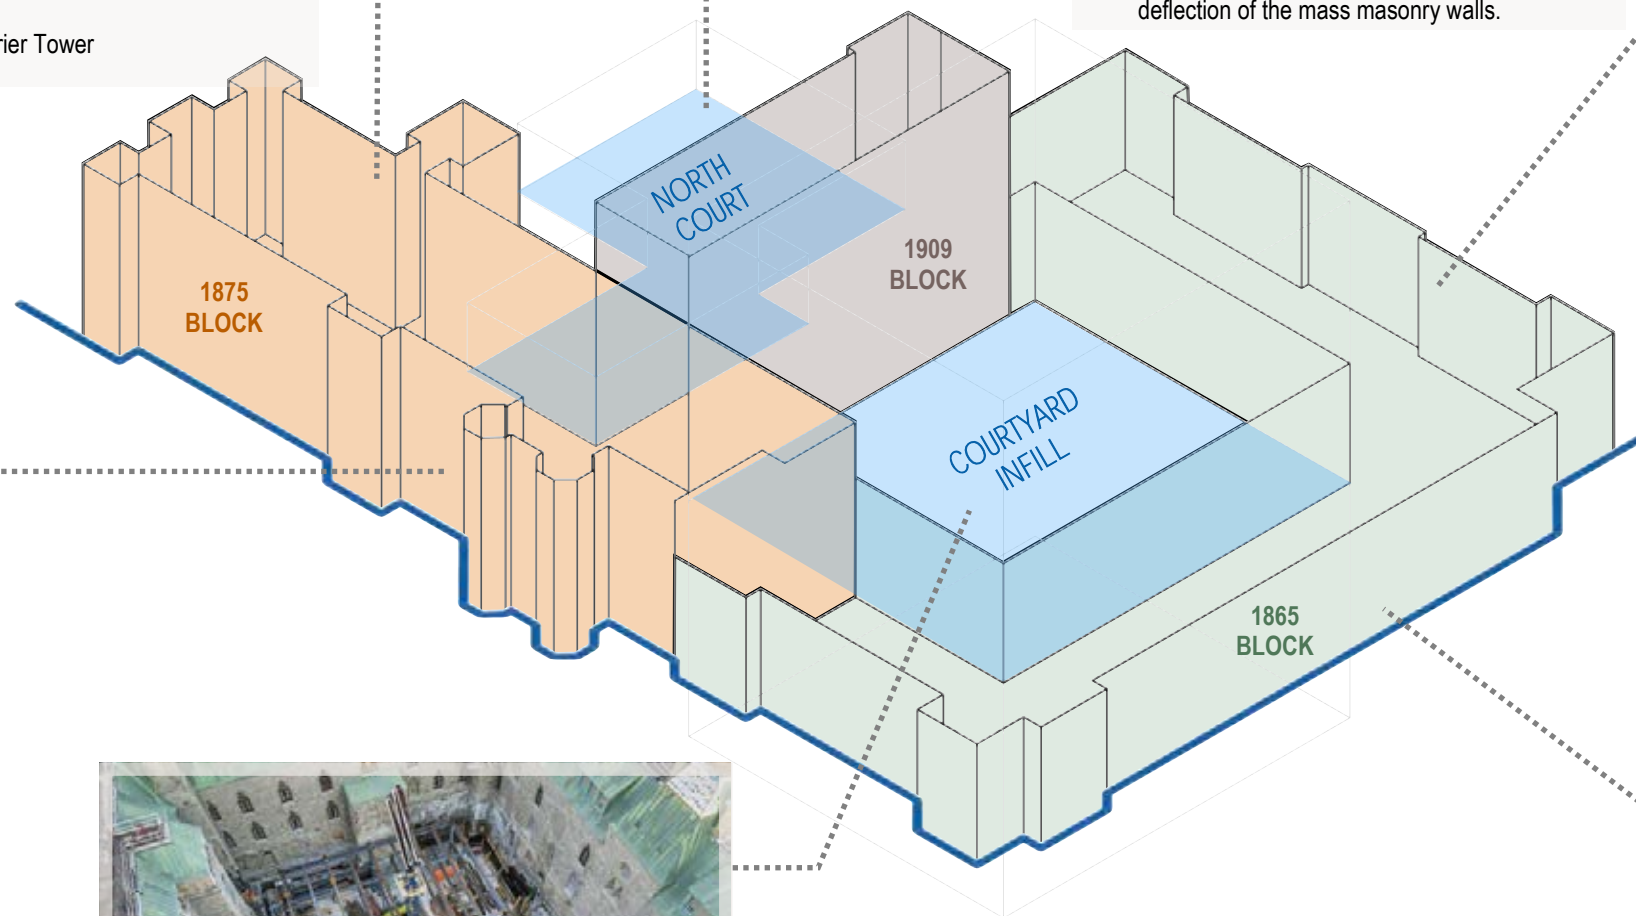 deflection of the mass masonry walls.
rier Tower
NORTH
COURT
1909
BLOCK
1875
BLOCK
COURTYARD
INFILL
1865
BLOCK